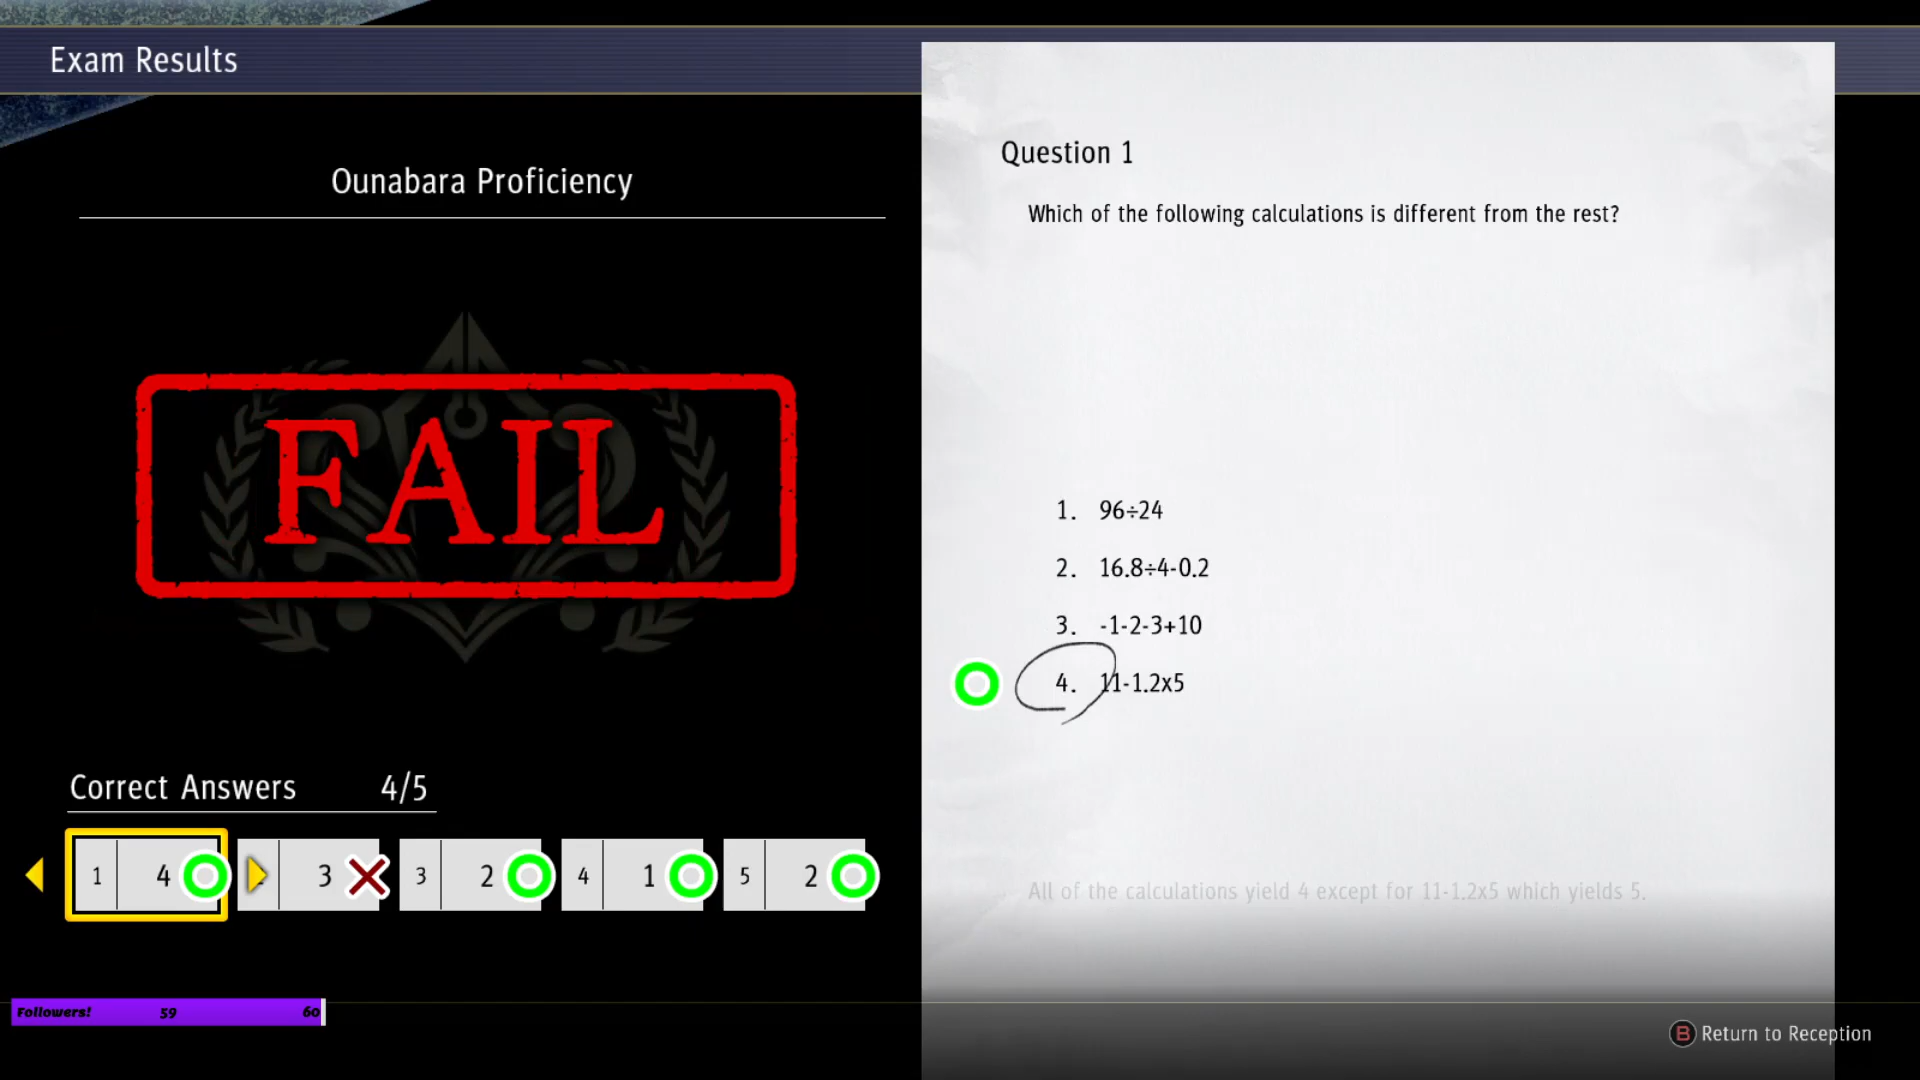 Exam Results
Ounabara Proficiency
FAIL
Correct Answers 4/5
1 4 3 3 2 4 1 5 2
Followers! 59 60
Question 1
Which of the following calculations is different from the rest?
1. 96÷24
2. 16.8÷4-0.2
3. -1-2-3+10
4. 11-1.2x5
All of the calculations yield 4 except for 11-1.2x5 which yields 5.
B Return to Reception